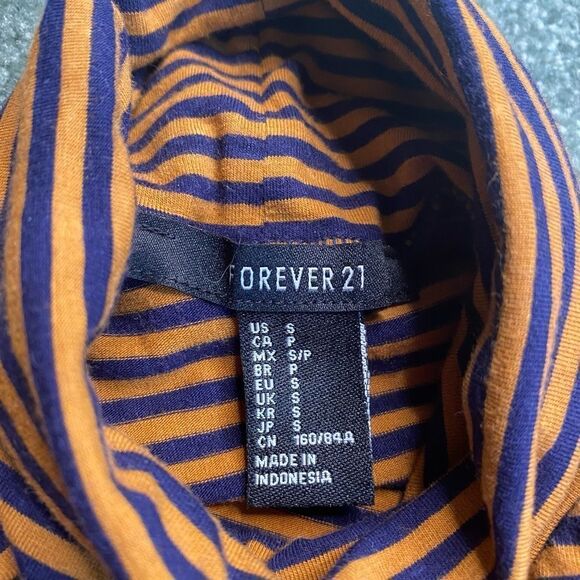 FOREVER 21
US S
CA P
MX S/P
BR P
EU S
UK S
KR S
JP S
CN 160/84A
MADE IN
INDONESIA